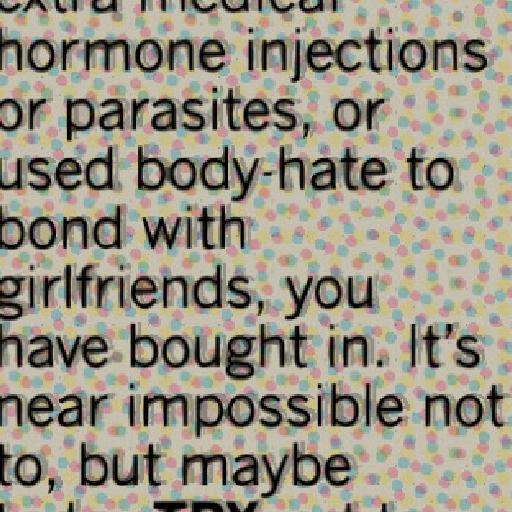 extra medical
hormone injections
or parasites, or
used body-hate to
bond with
girlfriends, you
have bought in. It's
near impossible not
to, but maybe
TRY